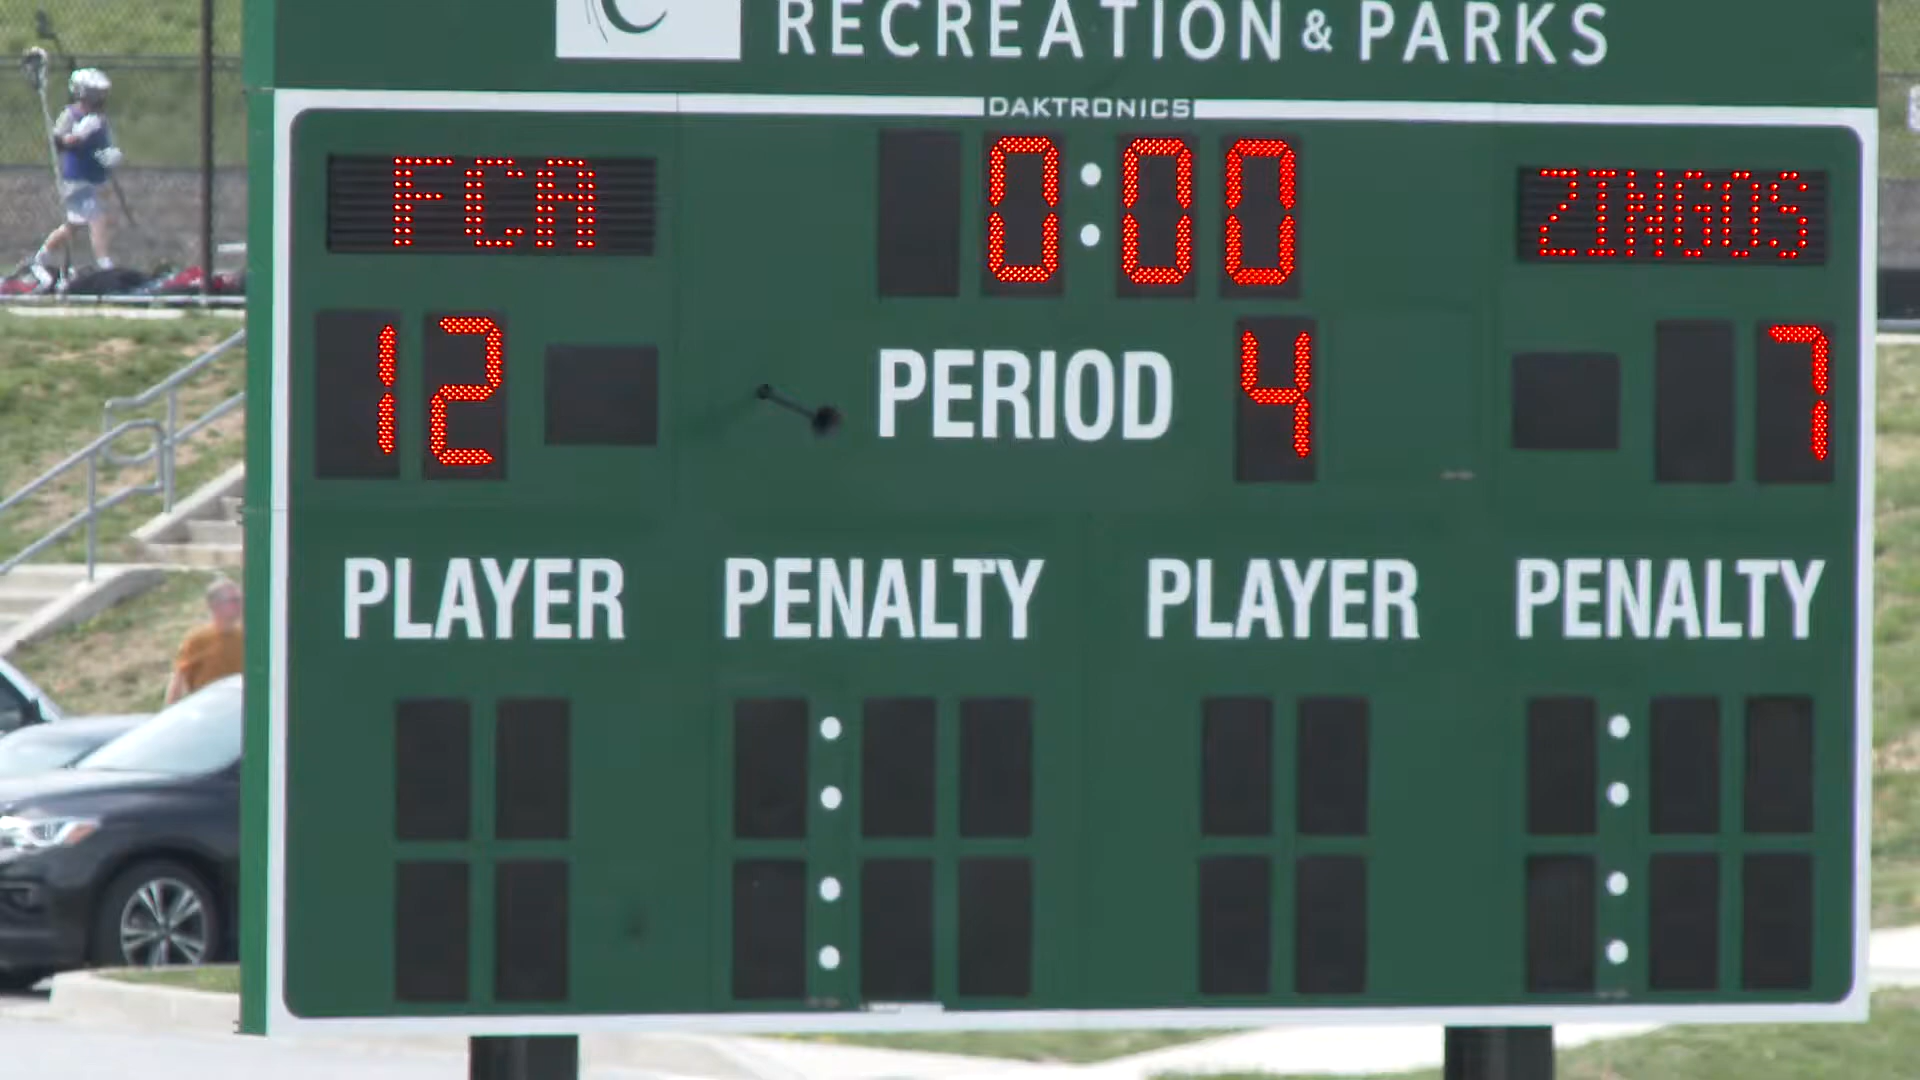 RECREATION & PARKS
DAKTRONICS
FCA 0:00 ZINGOS
12 PERIOD 4 7
PLAYER PENALTY PLAYER PENALTY